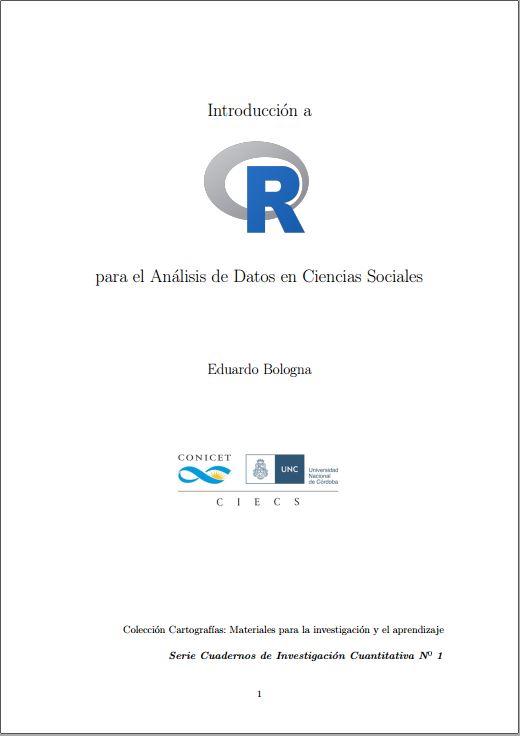 Introducción a
R
para el Análisis de Datos en Ciencias Sociales
Eduardo Bologna
CONICET
UNC
Universidad
Nacional
de Córdoba
C I E C S
Colección Cartografías: Materiales para la investigación y el aprendizaje
Serie Cuadernos de Investigación Cuantitativa Nº 1
1